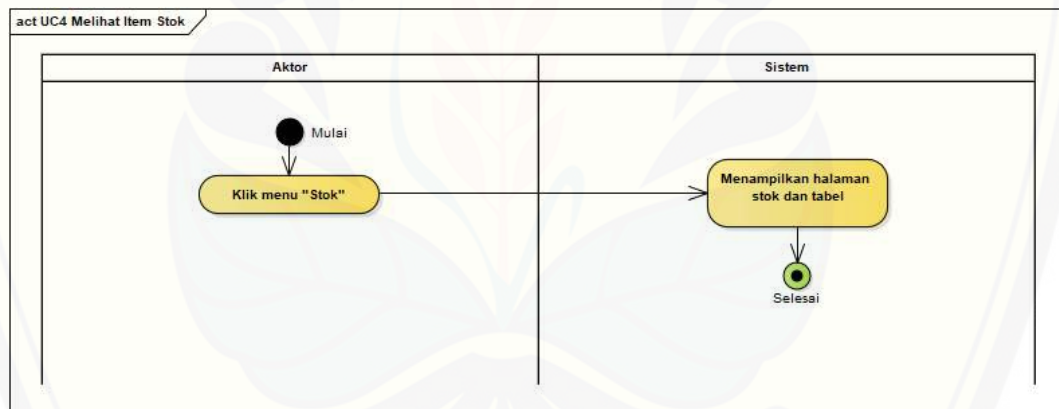 act UC4 Melihat Item Stok
Aktor
Sistem
Mulai
Klik menu "Stok"
Menampilkan halaman
stok dan tabel
Selesai